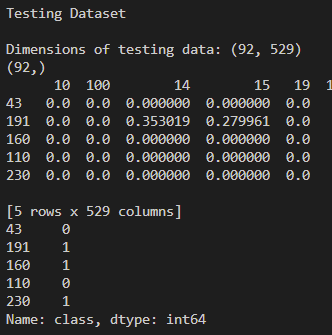 Testing Dataset
Dimensions of testing data: (92, 529)
(92,)
10 100 14 15 19 1
43 0.0 0.0 0.000000 0.000000 0.0
191 0.0 0.0 0.353019 0.279961 0.0
160 0.0 0.0 0.000000 0.000000 0.0
110 0.0 0.0 0.000000 0.000000 0.0
230 0.0 0.0 0.000000 0.000000 0.0
[5 rows x 529 columns]
43 0
191 1
160 1
110 0
230 1
Name: class, dtype: int64